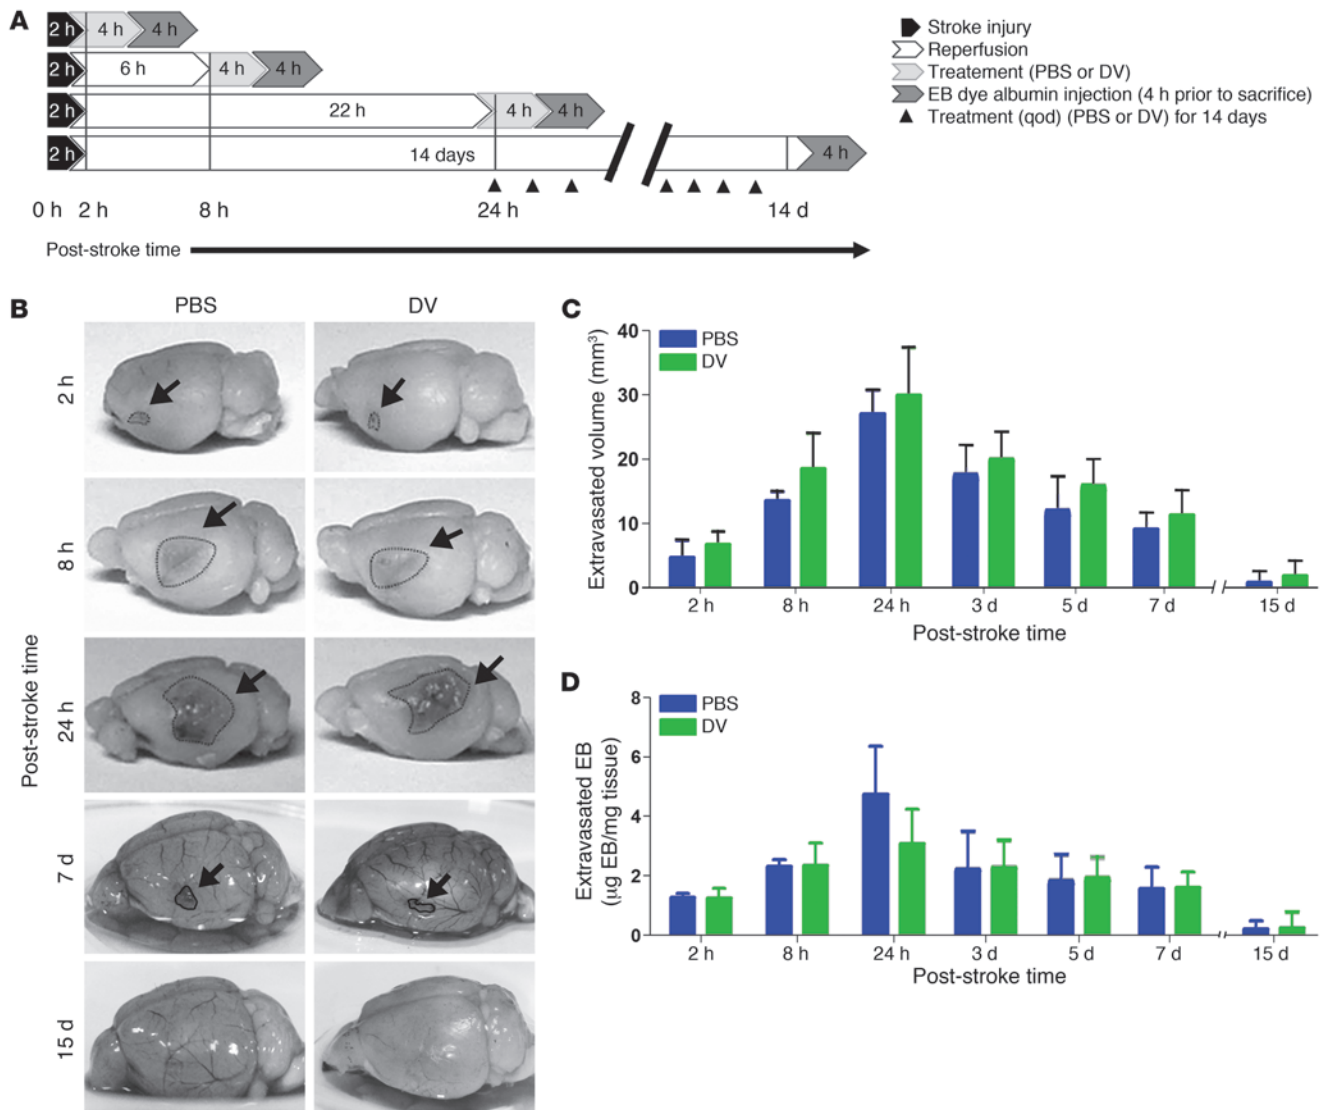 A
2 h 4 h 4 h
2 h 6 h 4 h 4 h
2 h 22 h 4 h 4 h
2 h 14 days 4 h
0 h 2 h 8 h 24 h 14 d
Post-stroke time
Stroke injury
Reperfusion
Treatement (PBS or DV)
EB dye albumin injection (4 h prior to sacrifice)
Treatment (qod) (PBS or DV) for 14 days
B
PBS DV
Post-stroke time
2 h
8 h
24 h
7 d
15 d
C
Extravasated volume (mm³)
40
30
20
10
0
PBS
DV
2 h 8 h 24 h 3 d 5 d 7 d 15 d
Post-stroke time
D
Extravasated EB
(µg EB/mg tissue)
8
6
4
2
0
PBS
DV
2 h 8 h 24 h 3 d 5 d 7 d 15 d
Post-stroke time